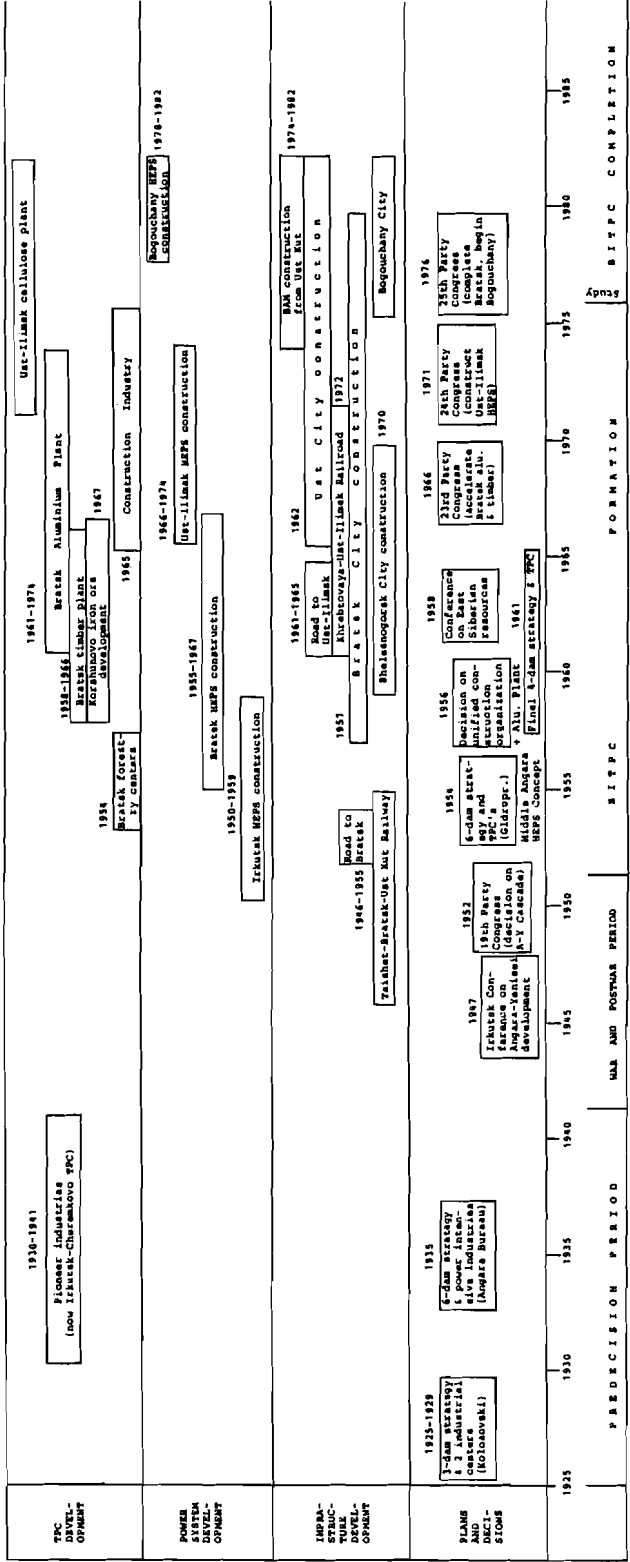 TPC
DEVEL-
OPMENT
1930-1941
Pioneer industries
(now Irkutsk-Cheremkovo TPC)
1954
Bratsk forest-
ry centers
1958-1966
Bratsk timber plant
Korshunovo iron ore
development
1967
1961-1974
Bratsk Aluminium Plant
1965
Construction Industry
Ust-Ilimsk cellulose plant
POWER
SYSTEM
DEVEL-
OPMENT
1950-1959
Irkutsk HEPS construction
1955-1967
Bratsk HEPS construction
1966-1974
Ust-Ilimsk HEPS construction
Bogouchany HEPS
construction
1978-1982
INFRA-
STRUC-
TURE
DEVEL-
OPMENT
1946-1955
Road to
Bratsk
Taishet-Bratsk-Ust Kut Railway
1957
1961-1965
Road to
Ust-Ilimsk
1962
Ust City construction
Khrebtovaya-Ust-Ilimsk Railroad
1972
Bratsk City construction
Shelesnogorsk City construction
1970
BAM construction
from Ust Kut
1974-1982
Bogouchany City
PLANS
AND
DECI-
SIONS
1925-1929
3-dam strategy
& 2 industrial
centers
(Kolosovski)
1935
6-dam strategy
& power inten-
sive industries
(Angara Bureau)
1947
Irkutsk Con-
ference on
Angara-Yenisei
development
1952
19th Party
Congress
(decision on
A-Y Cascade)
1954
6-dam strat-
egy and
TPC's
(Gidropr.)
Middle Angara
HEPS Concept
1956
Decision on
unified con-
struction
organization
+ Alu. Plant
1958
Conference
on East
Siberian
resources
1961
Final 4-dam strategy & TPC
1966
23rd Party
Congress
(accelerate
Bratsk alu.
& timber)
1971
24th Party
Congress
(construct
Ust-Ilimsk
HEPS)
1976
25th Party
Congress
(complete
Bratsk, begin
Bogouchany)
1925
1930
1935
1940
1945
1950
1955
1960
1965
1970
1975
1980
1985
Study
PREDECISION PERIOD
WAR AND POSTWAR PERIOD
BITPC FORMATION
BITPC COMPLETION